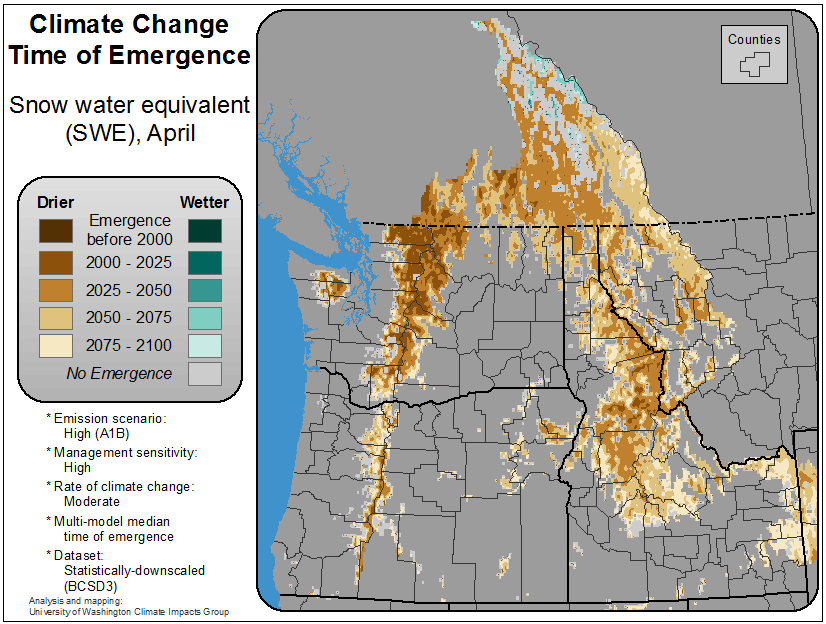 Climate Change
Time of Emergence
Snow water equivalent
(SWE), April
Drier
Wetter
Emergence
before 2000
2000 - 2025
2025 - 2050
2050 - 2075
2075 - 2100
No Emergence
* Emission scenario:
High (A1B)
* Management sensitivity:
High
* Rate of climate change:
Moderate
* Multi-model median
time of emergence
* Dataset:
Statistically-downscaled
(BCSD3)
Analysis and mapping:
University of Washington Climate Impacts Group
Counties